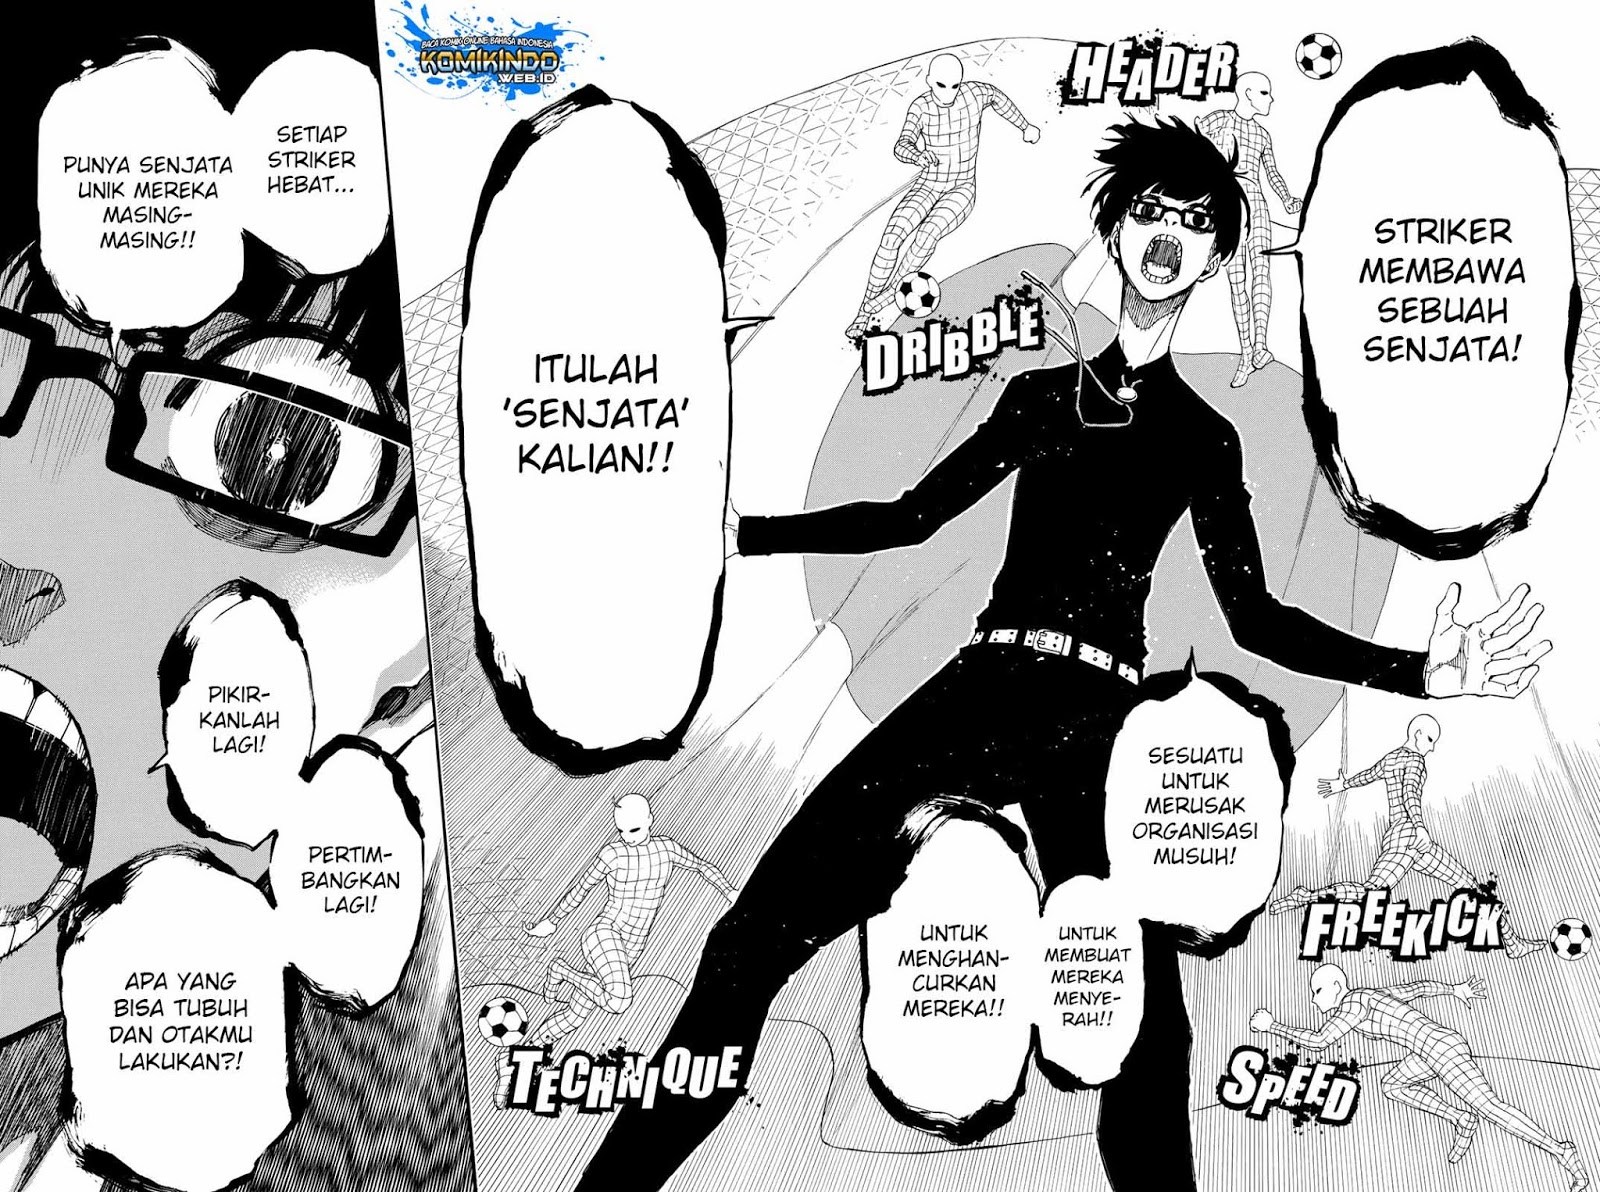 BACA KOMIK ONLINE BAHASA INDONESIA
KOMIKINDO
.WEB.ID
HEADER
STRIKER
MEMBAWA
SEBUAH
SENJATA!
DRIBBLE
SESUATU
UNTUK
MERUSAK
ORGANISASI
MUSUH!
UNTUK
MEMBUAT
MEREKA
MENYE-
RAH!!
UNTUK
MENGHAN-
CURKAN
MEREKA!!
FREEKICK
SPEED
TECHNIQUE
ITULAH
'SENJATA'
KALIAN!!
SETIAP
STRIKER
HEBAT...
PUNYA SENJATA
UNIK MEREKA
MASING-
MASING!!
PIKIR-
KANLAH
LAGI!
PERTIM-
BANGKAN
LAGI!
APA YANG
BISA TUBUH
DAN OTAKMU
LAKUKAN?!